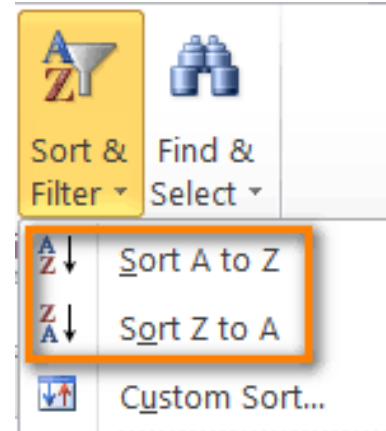 A
Z
Sort &
Filter
Find &
Select
A
Z
Sort A to Z
Z
A
Sort Z to A
Custom Sort...